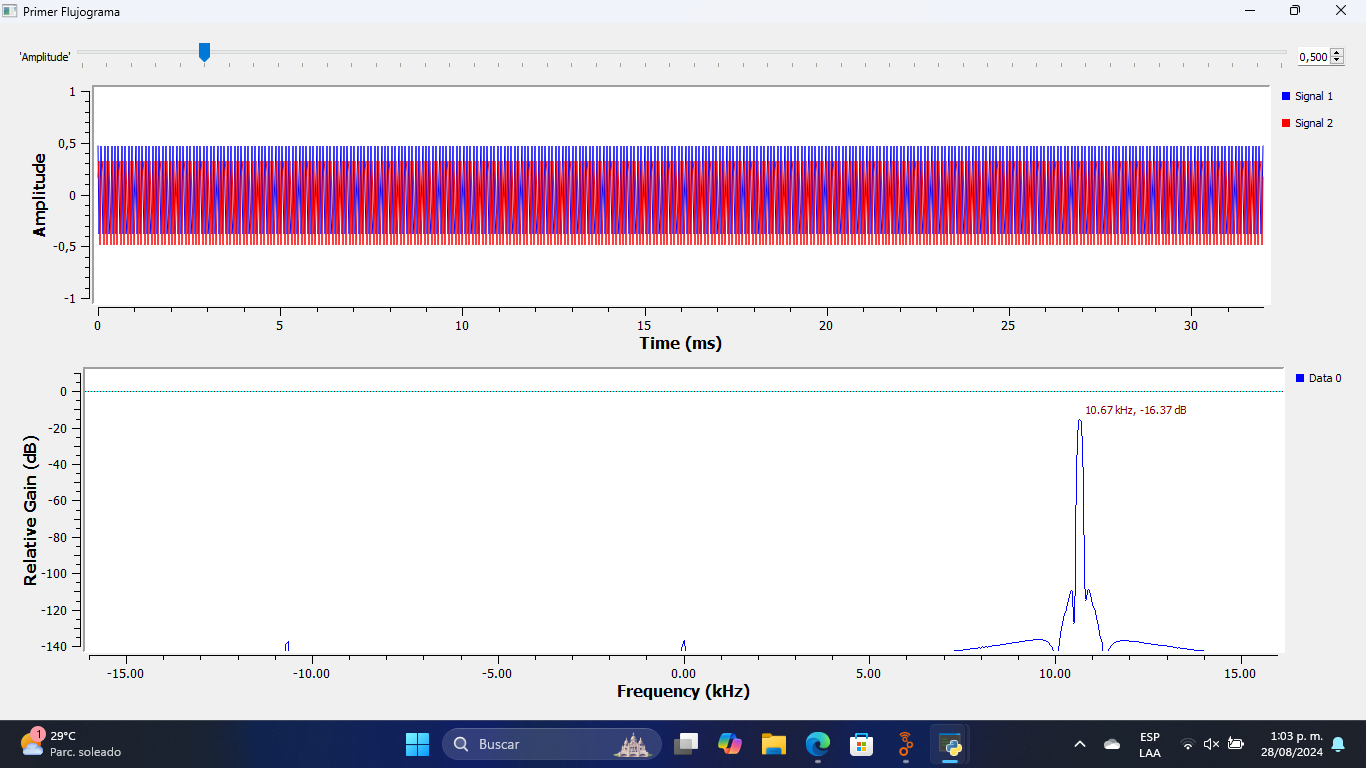 Primer Flujograma
'Amplitude'
0,500
1
0,5
0
-0,5
-1
Amplitude
Signal 1
Signal 2
0 5 10 15 20 25 30
Time (ms)
0
-20
-40
-60
-80
-100
-120
-140
Relative Gain (dB)
10.67 kHz, -16.37 dB
Data 0
-15.00 -10.00 -5.00 0.00 5.00 10.00 15.00
Frequency (kHz)
1
29°C
Parc. soleado
Buscar
ESP
LAA
1:03 p. m.
28/08/2024